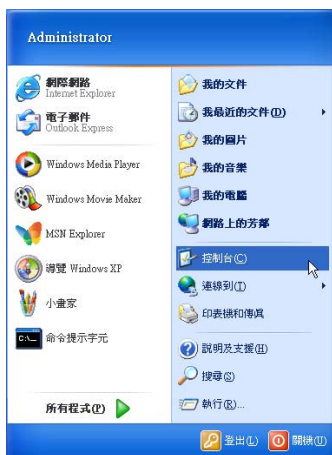 Administrator
網際網路
Internet Explorer
電子郵件
Outlook Express
Windows Media Player
Windows Movie Maker
MSN Explorer
導覽 Windows XP
小畫家
C:\_
命令提示字元
所有程式(P)
我的文件
我最近的文件(D)
我的圖片
我的音樂
我的電腦
網路上的芳鄰
控制台(C)
連線到(T)
印表機和傳真
說明及支援(H)
搜尋(S)
執行(R)...
登出(L)
關機(U)